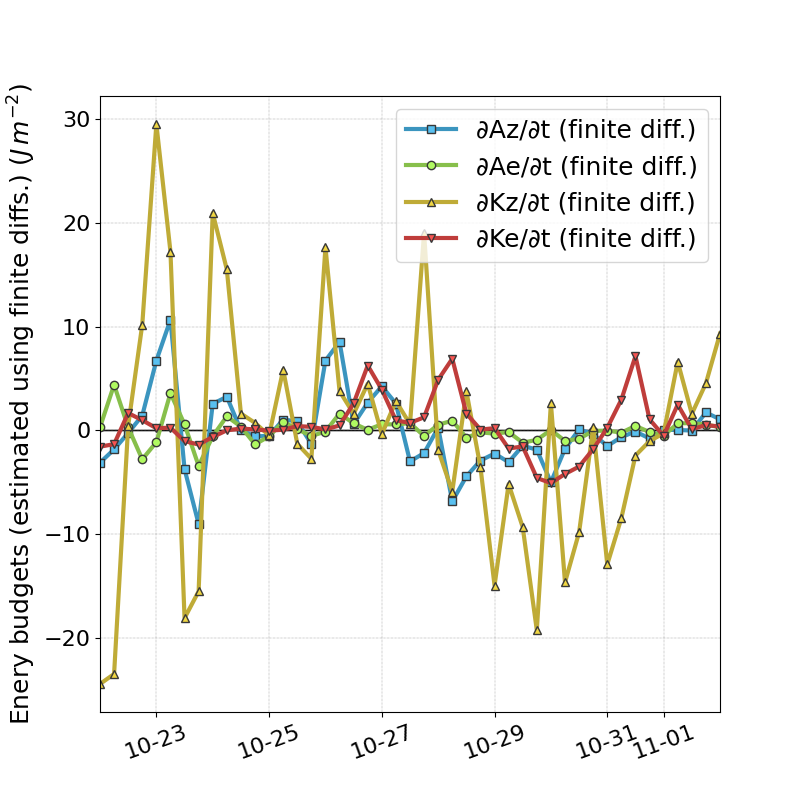 Enery budgets (estimated using finite diffs.) (J m⁻²)
30
20
10
0
−10
−20
∂Az/∂t (finite diff.)
∂Ae/∂t (finite diff.)
∂Kz/∂t (finite diff.)
∂Ke/∂t (finite diff.)
10-23
10-25
10-27
10-29
10-31
11-01